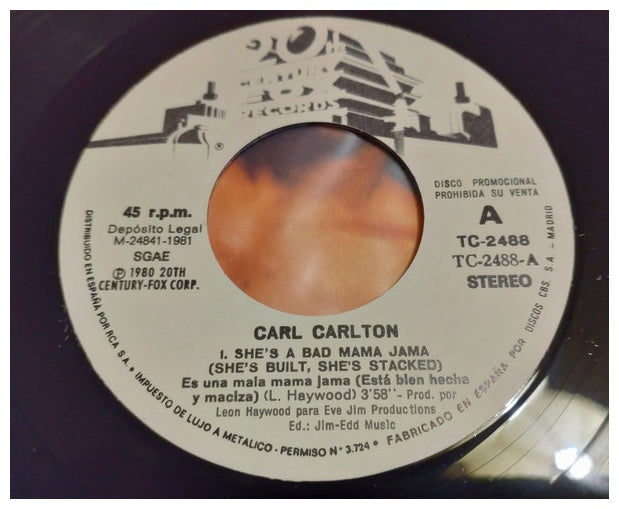 20th
CENTURY
FOX
RECORDS
®
DISCO PROMOCIONAL
PROHIBIDA SU VENTA
45 r.p.m.
Depósito Legal
M-24841-1981
SGAE
Ⓟ 1980 20TH
CENTURY-FOX CORP.
A
TC-2488
TC-2488-A
STEREO
CARL CARLTON
1. SHE'S A BAD MAMA JAMA
(SHE'S BUILT, SHE'S STACKED)
Es una mala mama jama (Está bien hecha
y maciza) (L. Haywood) 3'58''- Prod. por
Leon Haywood para Eve Jim Productions
Ed.: Jim-Edd Music
DISTRIBUIDO EN ESPAÑA POR RCA S.A. • IMPUESTO DE LUJO A METALICO - PERMISO N° 3.724 • FABRICADO EN ESPAÑA POR DISCOS CBS. S.A. - MADRID